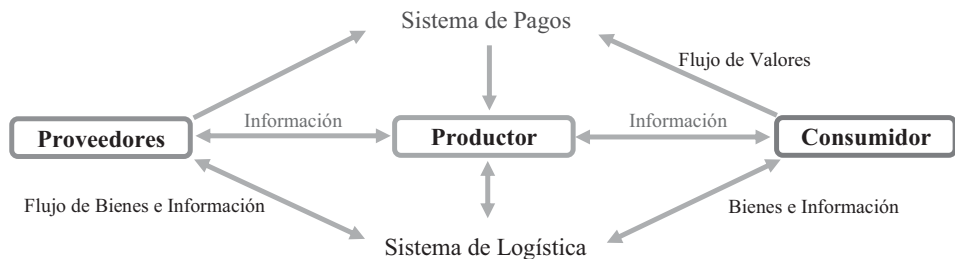 Sistema de Pagos
Flujo de Valores
Información
Información
Proveedores
Productor
Consumidor
Flujo de Bienes e Información
Bienes e Información
Sistema de Logística